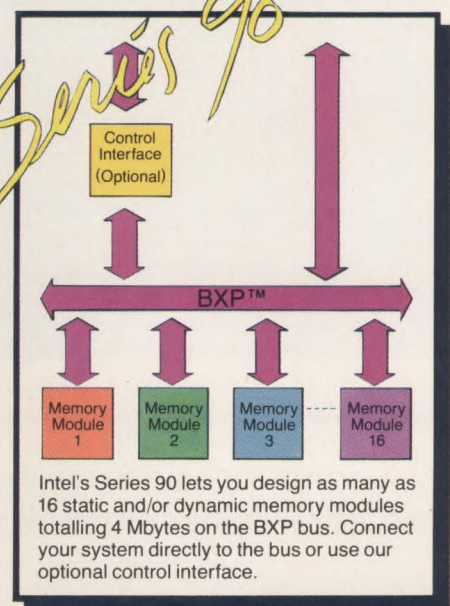 Series 90
Control
Interface
(Optional)
BXP™
Memory
Module
1
Memory
Module
2
Memory
Module
3
Memory
Module
16
Intel's Series 90 lets you design as many as
16 static and/or dynamic memory modules
totalling 4 Mbytes on the BXP bus. Connect
your system directly to the bus or use our
optional control interface.